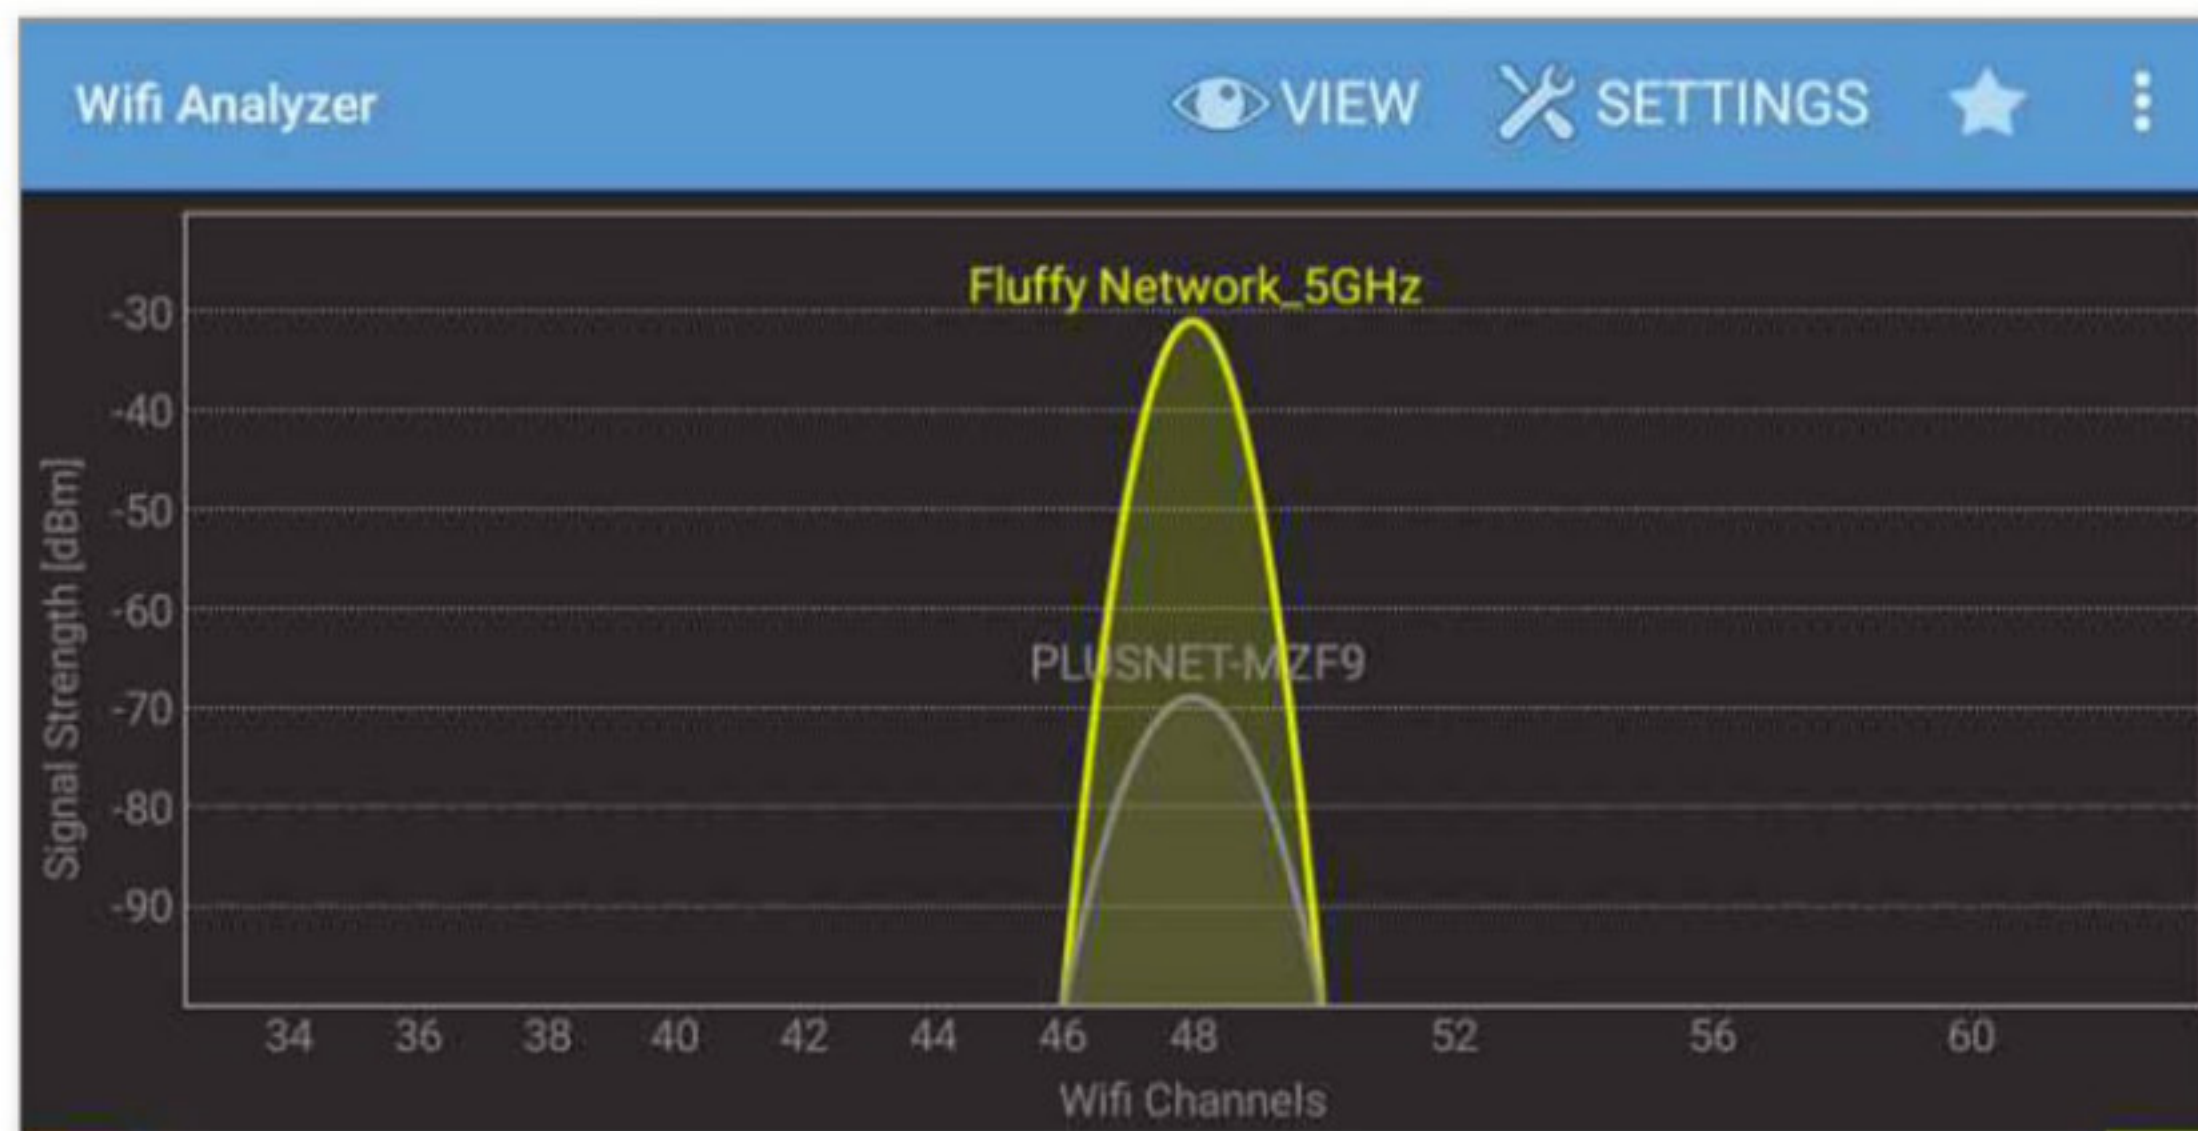 Wifi Analyzer VIEW SETTINGS
Fluffy Network_5GHz
PLUSNET-MZF9
Signal Strength [dBm]
-30
-40
-50
-60
-70
-80
-90
34 36 38 40 42 44 46 48 52 56 60
Wifi Channels